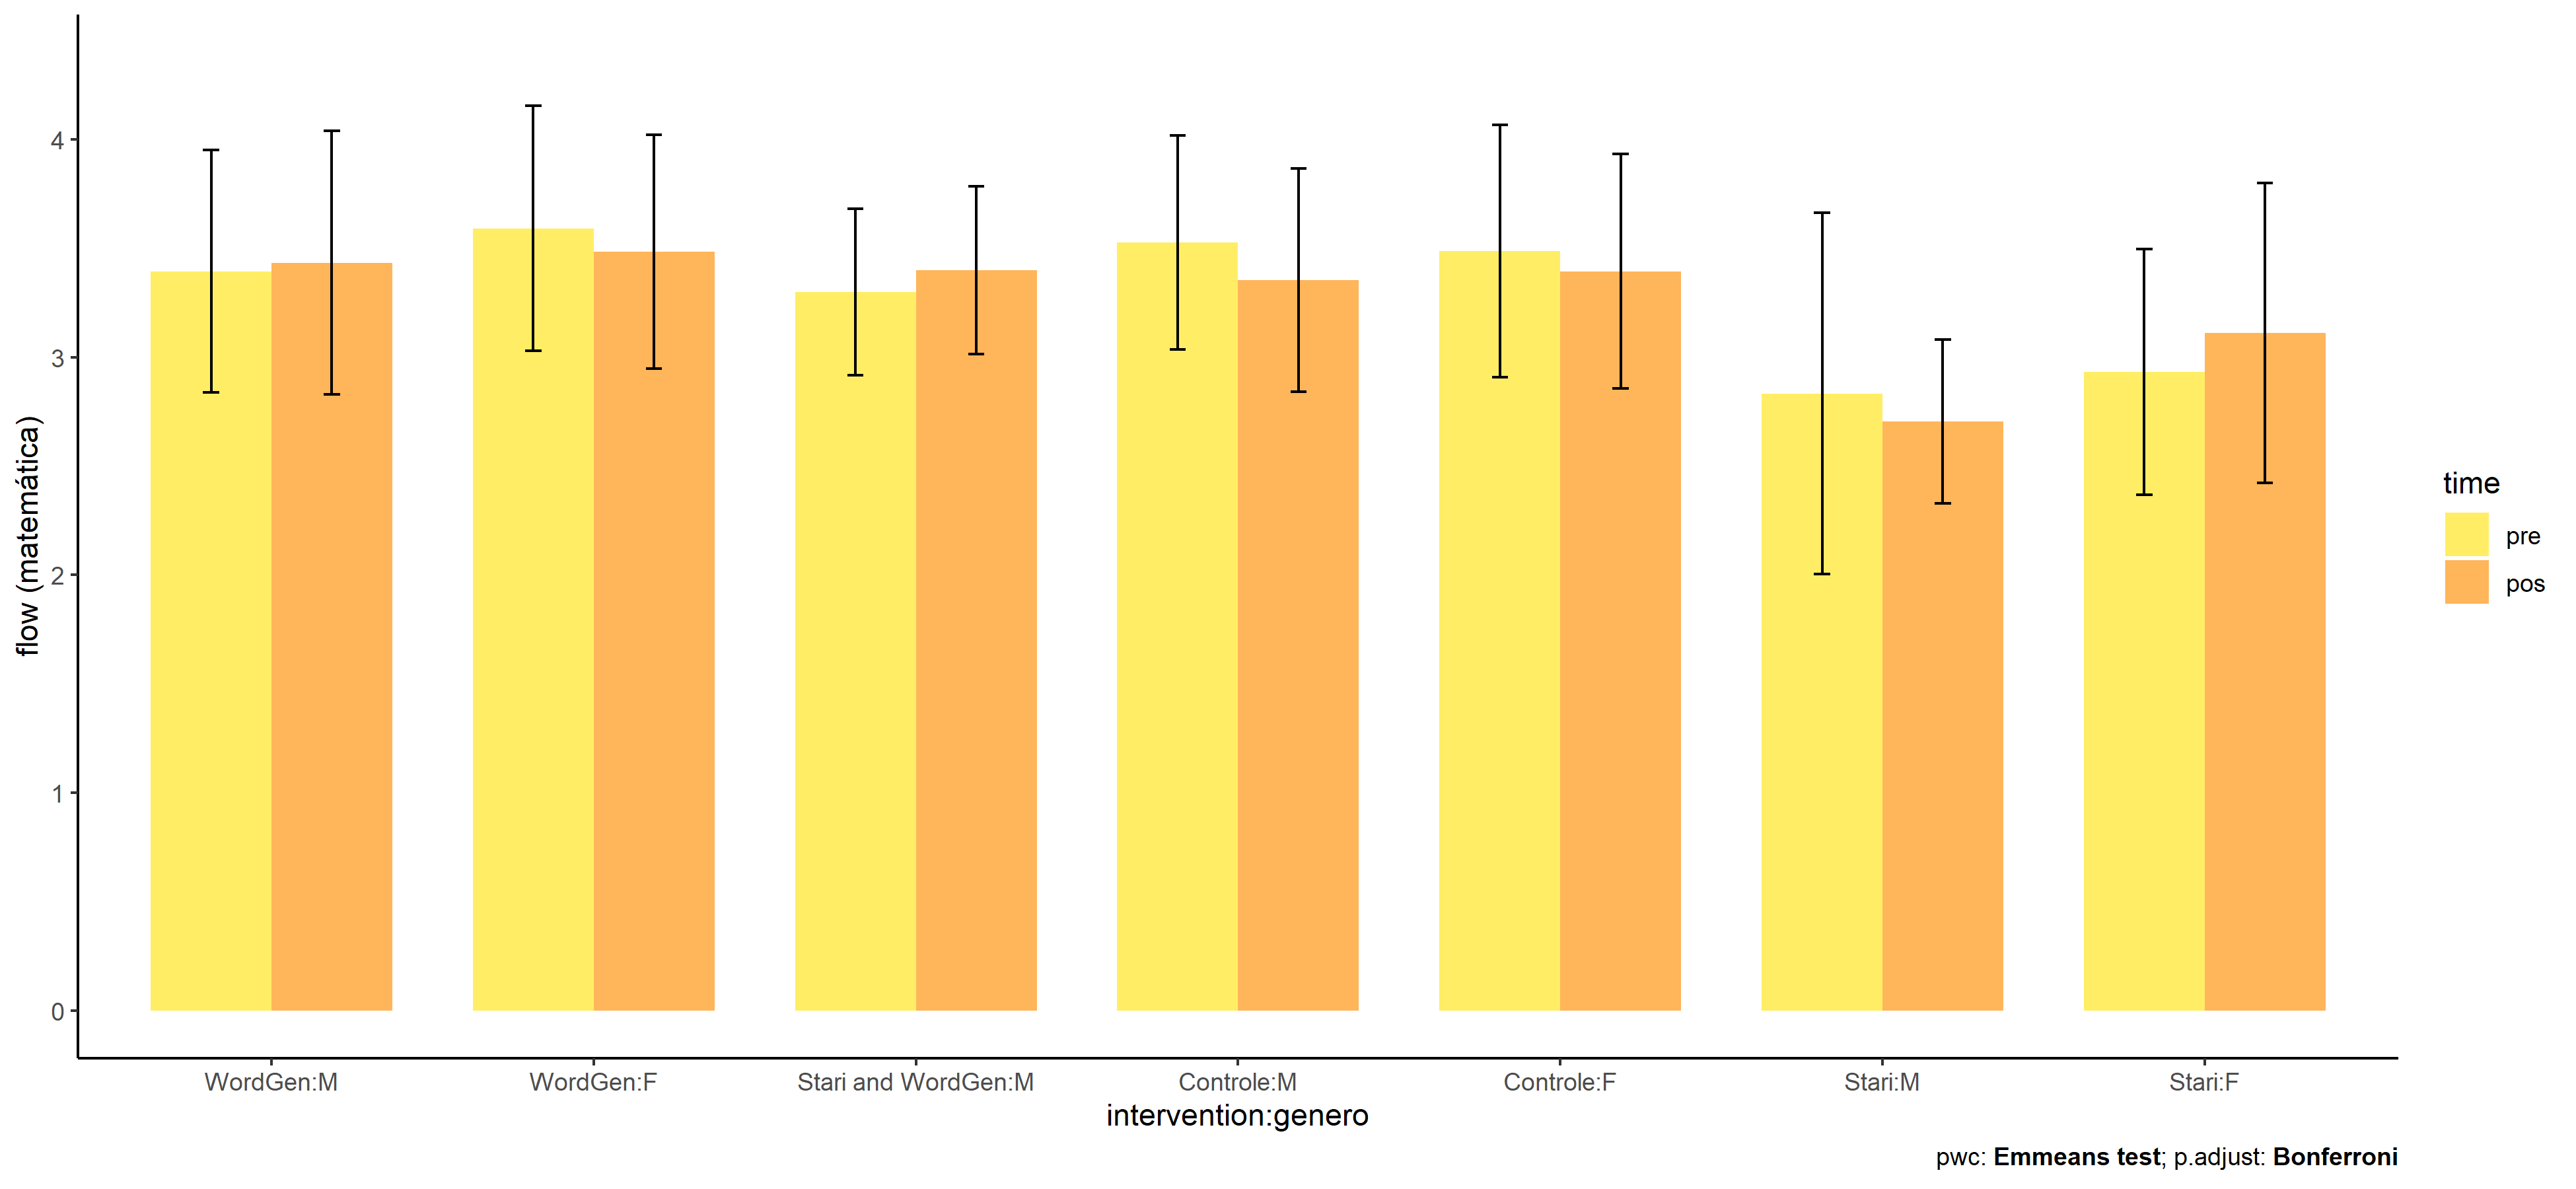 flow (matemática)
4
3
2
1
0
WordGen:M
WordGen:F
Stari and WordGen:M
Controle:M
Controle:F
Stari:M
Stari:F
intervention:genero
time
pre
pos
pwc: Emmeans test; p.adjust: Bonferroni